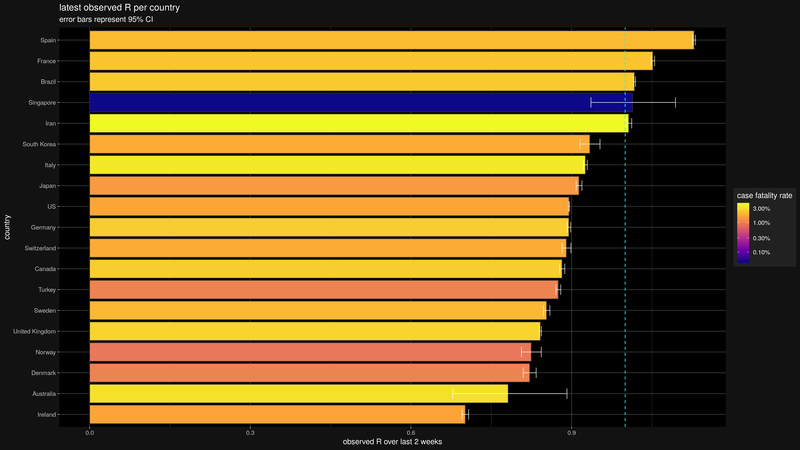 latest observed R per country
error bars represent 95% CI
Spain
France
Brazil
Singapore
Iran
South Korea
Italy
Japan
US
Germany
Switzerland
Canada
Turkey
Sweden
United Kingdom
Norway
Denmark
Australia
Ireland
country
0.0
0.3
0.6
0.9
observed R over last 2 weeks
case fatality rate
3.00%
1.00%
0.30%
0.10%